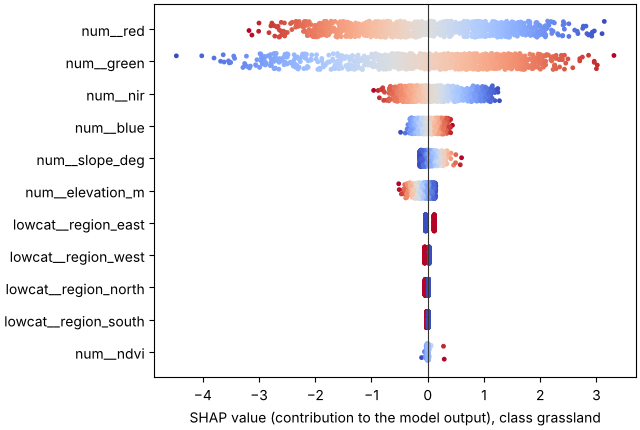 num__red
num__green
num__nir
num__blue
num__slope_deg
num__elevation_m
lowcat__region_east
lowcat__region_west
lowcat__region_north
lowcat__region_south
num__ndvi
−4 −3 −2 −1 0 1 2 3
SHAP value (contribution to the model output), class grassland